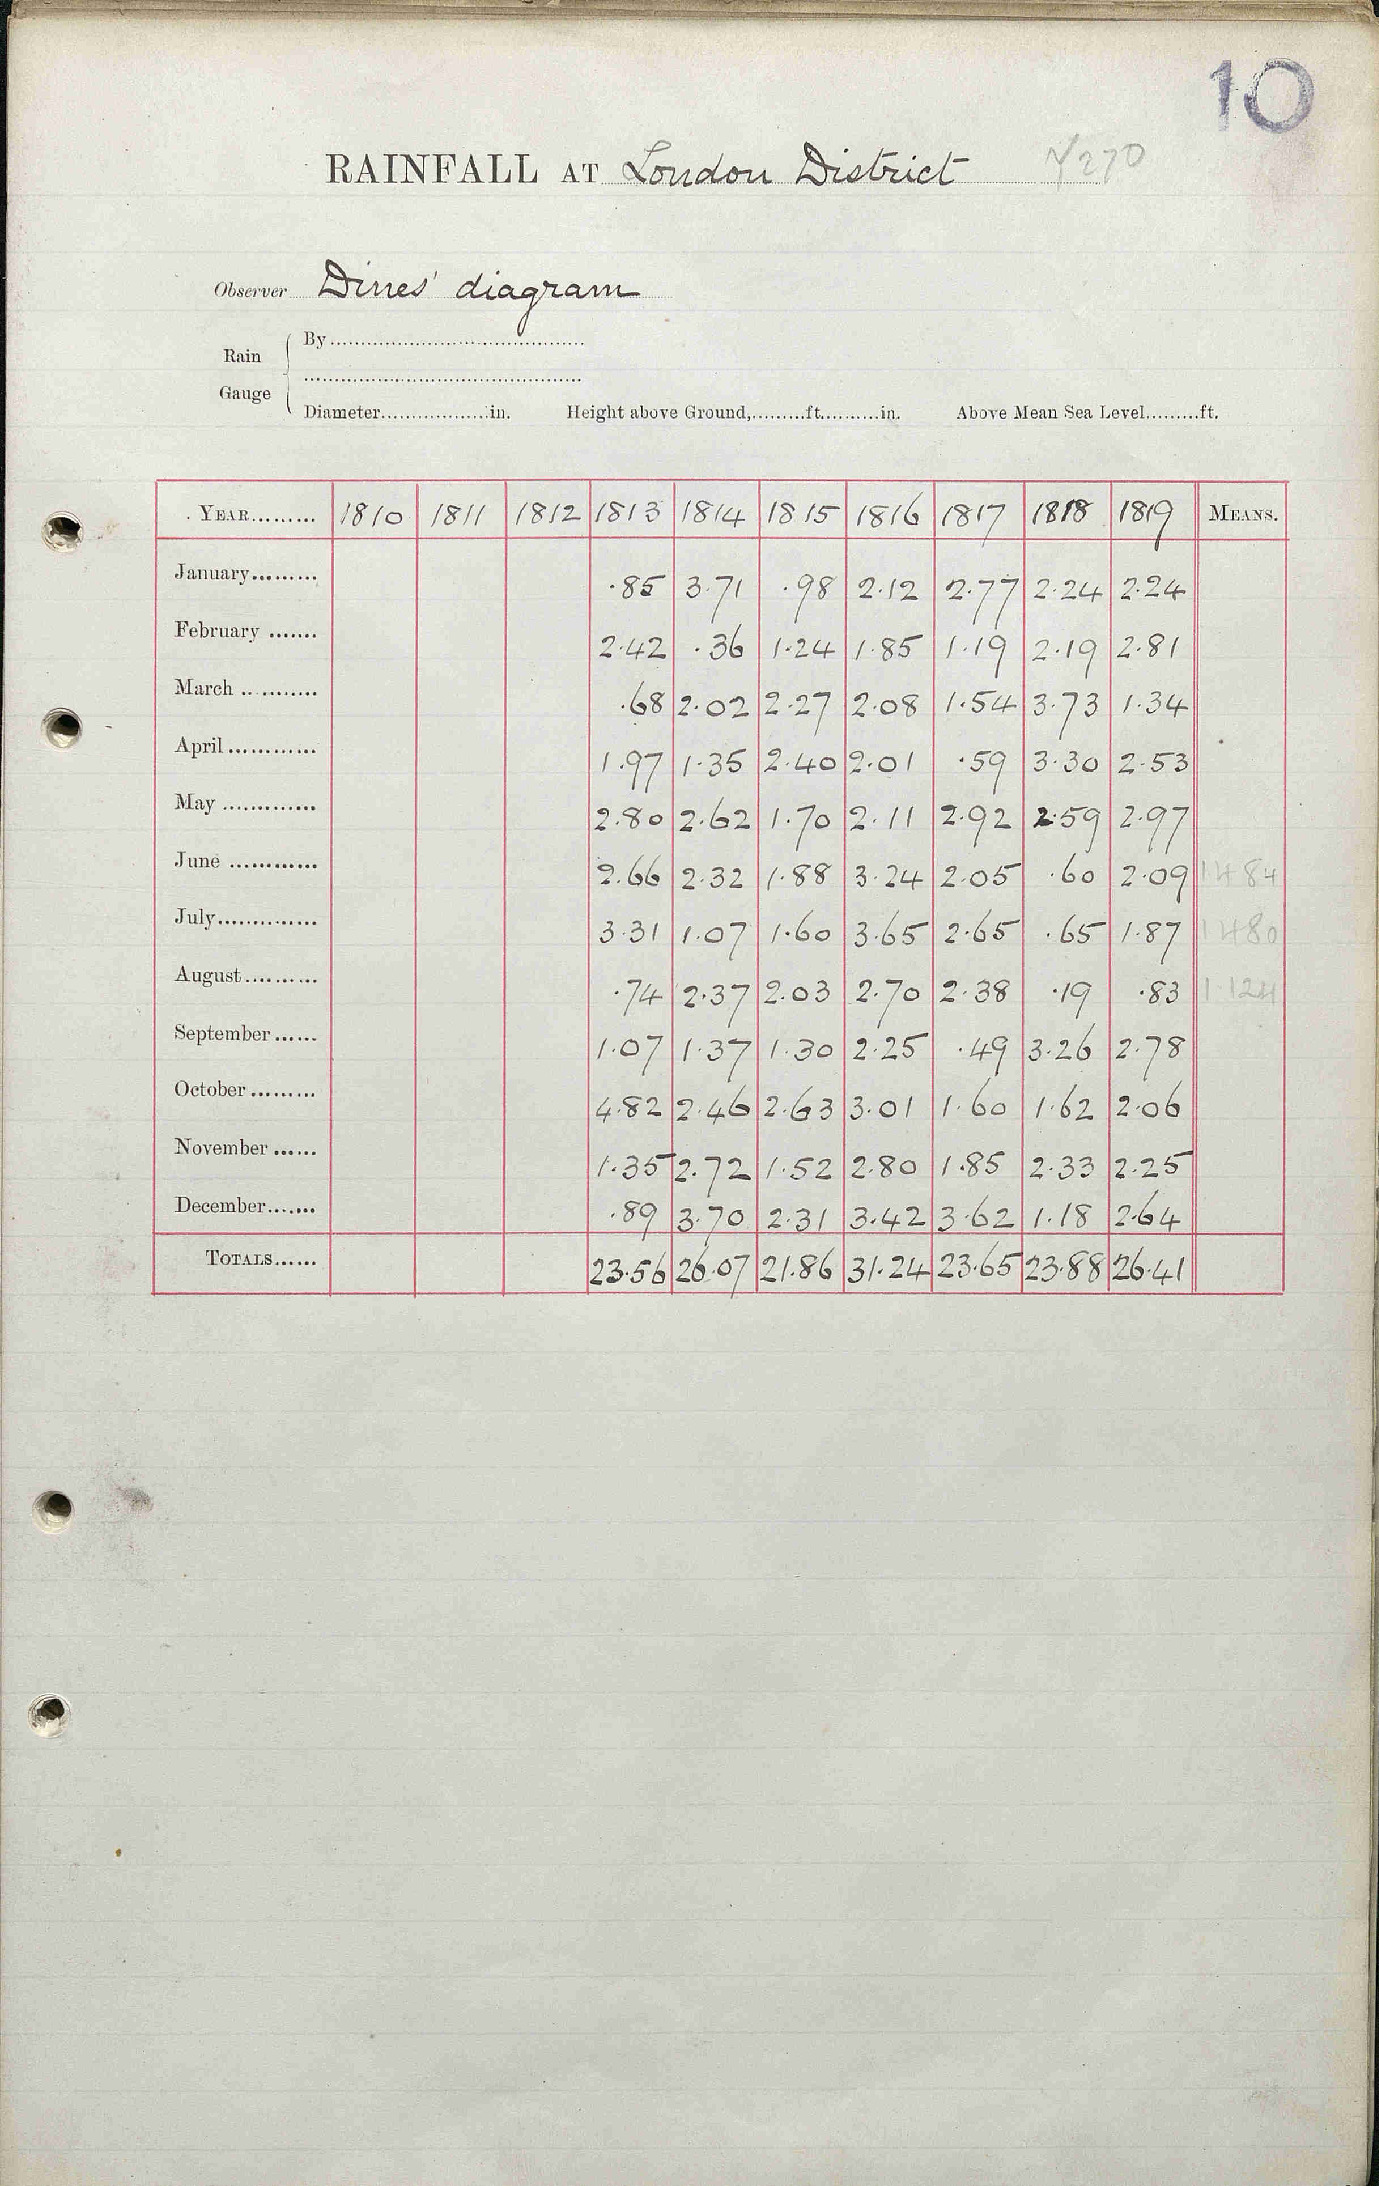 10
RAINFALL AT London District
Observer Dines' diagram
Rain Gauge
By
Diameter in. Height above Ground, ft. in. Above Mean Sea Level ft.
YEAR 1810 1811 1812 1813 1814 1815 1816 1817 1818 1819 MEANS.
January .85 3.71 .98 2.12 2.77 2.24 2.24
February 2.42 .36 1.24 1.85 1.19 2.19 2.81
March .68 2.02 2.27 2.08 1.54 3.73 1.34
April 1.97 1.35 2.40 2.01 .59 3.30 2.53
May 2.80 2.62 1.70 2.11 2.92 2.59 2.97
June 2.66 2.32 1.88 3.24 2.05 .60 2.09 1484
July 3.31 1.07 1.60 3.65 2.65 .65 1.87 1480
August .74 2.37 2.03 2.70 2.38 .19 .83 1.124
September 1.07 1.37 1.30 2.25 .49 3.26 2.78
October 4.82 2.46 2.63 3.01 1.60 1.62 2.06
November 1.35 2.72 1.52 2.80 1.85 2.33 2.25
December .89 3.70 2.31 3.42 3.62 1.18 2.64
TOTALS 23.56 26.07 21.86 31.24 23.65 23.88 26.41